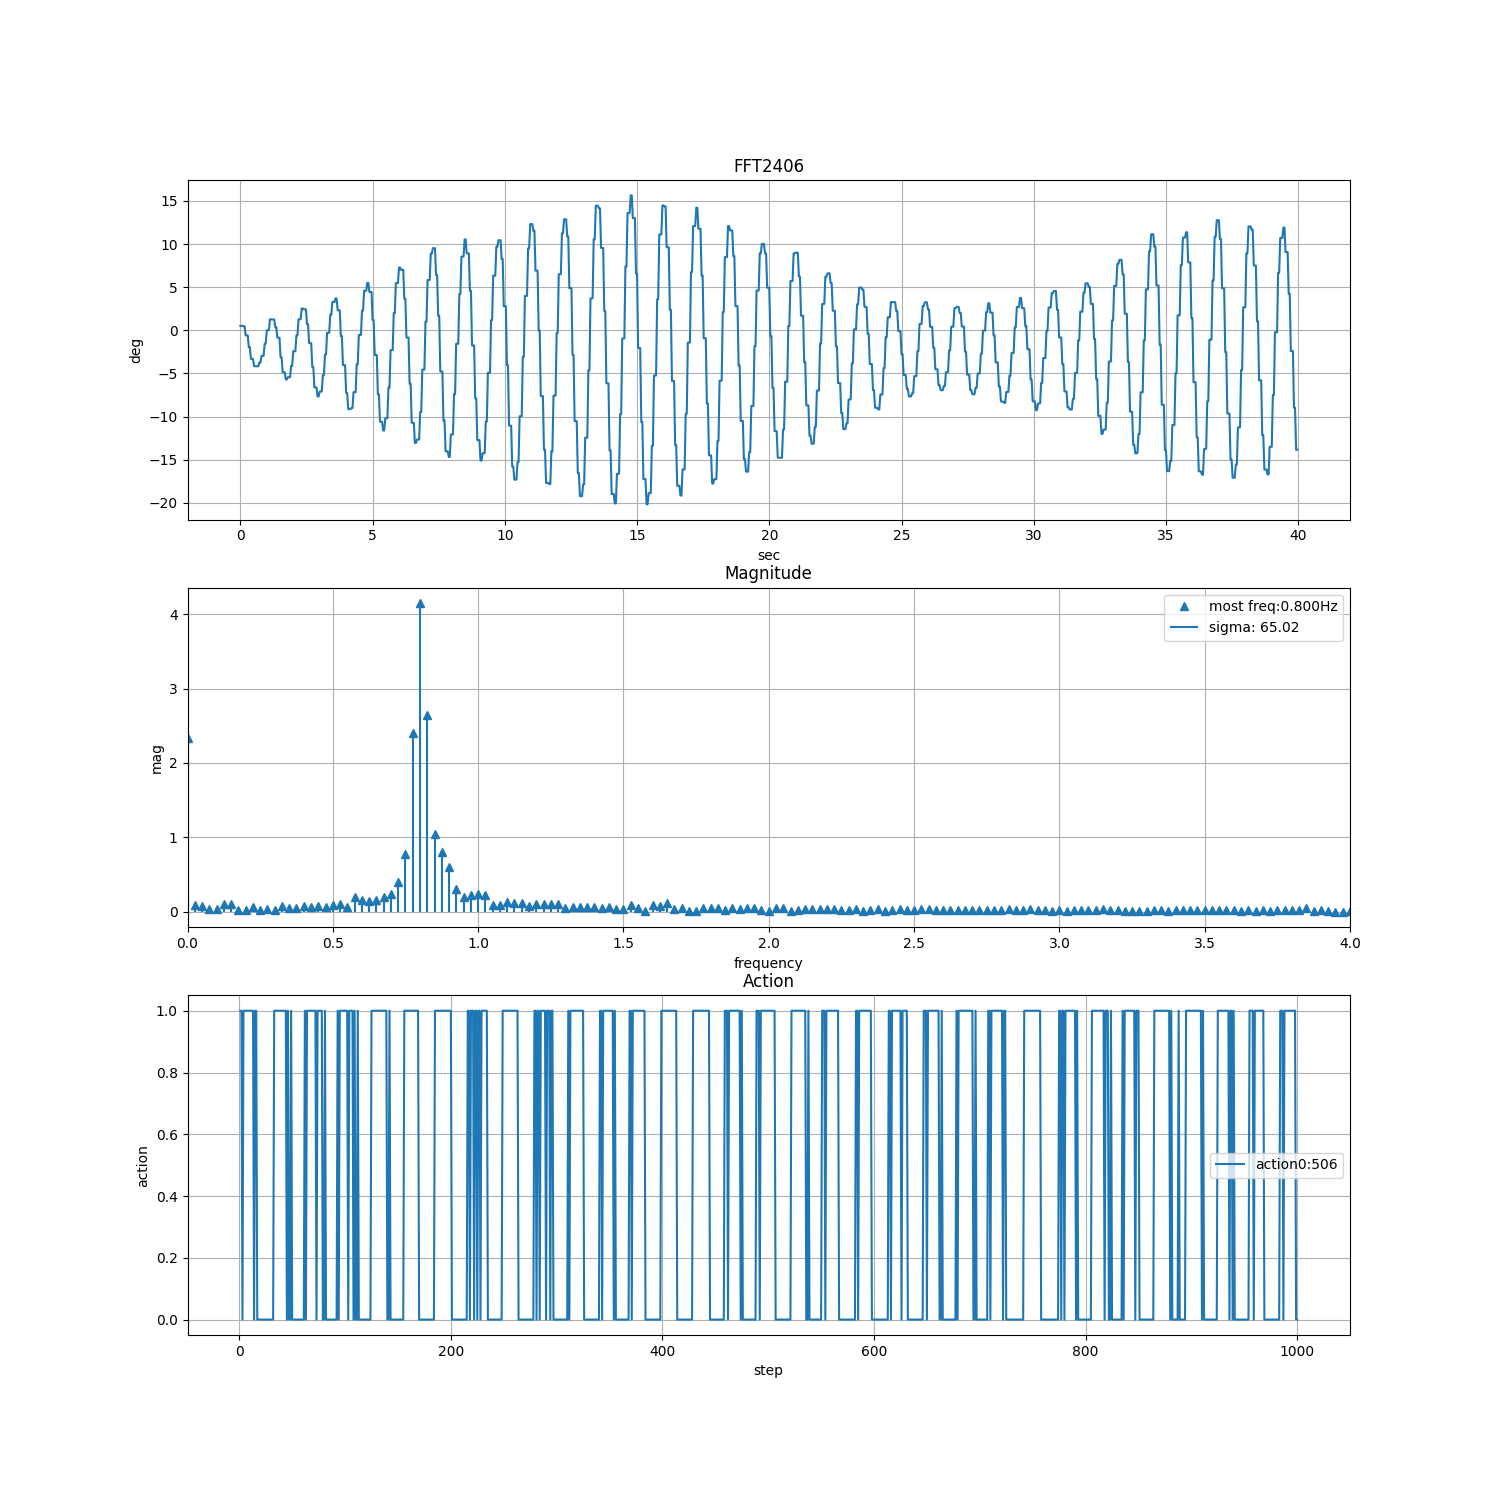 FFT2406
15
10
5
0
−5
−10
−15
−20
deg
0 5 10 15 20 25 30 35 40
sec
Magnitude
4
3
2
1
0
mag
most freq:0.800Hz
sigma: 65.02
0.0 0.5 1.0 1.5 2.0 2.5 3.0 3.5 4.0
frequency
Action
1.0
0.8
0.6
0.4
0.2
0.0
action
action0:506
0 200 400 600 800 1000
step